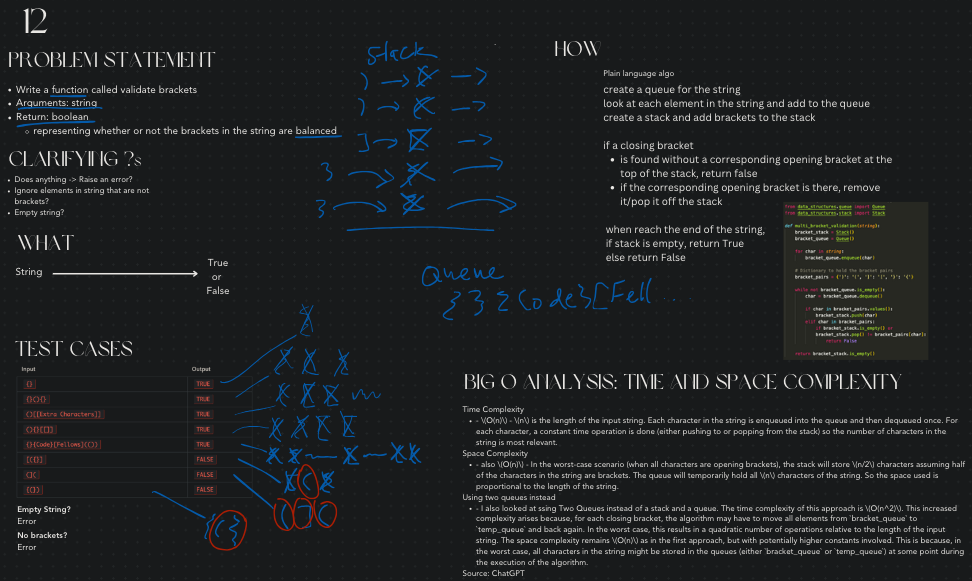 12
PROBLEM STATEMENT
Write a function called validate brackets
Arguments: string
Return: boolean
representing whether or not the brackets in the string are balanced
CLARIFYING ?s
Does anything -> Raise an error?
Ignore elements in string that are not
brackets?
Empty string?
WHAT
String
True
or
False
TEST CASES
Input Output
{} TRUE
{}(){} TRUE
()[[Extra Characters]] TRUE
(){}[[]] TRUE
{}{Code}[Fellows](()) TRUE
[({}] FALSE
(]( FALSE
{(})
Empty String?
Error
No brackets?
Error
Stack
Queue
HOW
Plain language algo
create a queue for the string
look at each element in the string and add to the queue
create a stack and add brackets to the stack
if a closing bracket
is found without a corresponding opening bracket at the
top of the stack, return false
if the corresponding opening bracket is there, remove
it/pop it off the stack
when reach the end of the string,
if stack is empty, return True
else return False
from data_structures.queue import Queue
from data_structures.stack import Stack
def multi_bracket_validation(string):
bracket_stack = Stack()
bracket_queue = Queue()
for char in string:
bracket_queue.enqueue(char)
# Dictionary to hold the bracket pairs
bracket_pairs = {')': '(', ']': '[', '}': '{'}
while not bracket_queue.is_empty():
char = bracket_queue.dequeue()
if char in bracket_pairs.values():
bracket_stack.push(char)
elif char in bracket_pairs:
if bracket_stack.is_empty() or
bracket_stack.pop() != bracket_pairs[char]:
return False
return bracket_stack.is_empty()
BIG O ANALYSIS: TIME AND SPACE COMPLEXITY
Time Complexity
- \(O(n)\) - \(n\) is the length of the input string. Each character in the string is enqueued into the queue and then dequeued once. For
each character, a constant time operation is done (either pushing to or popping from the stack) so the number of characters in the
string is most relevant.
Space Complexity
- also \(O(n)\) - In the worst-case scenario (when all characters are opening brackets), the stack will store \(n/2\) characters assuming half
of the characters in the string are brackets. The queue will temporarily hold all \(n\) characters of the string. So the space used is
proportional to the length of the string.
Using two queues instead
- I also looked at using Two Queues instead of a stack and a queue. The time complexity of this approach is \(O(n^2)\). This increased
complexity arises because, for each closing bracket, the algorithm may have to move all elements from `bracket_queue` to
`temp_queue` and back again. In the worst case, this results in a quadratic number of operations relative to the length of the input
string. The space complexity remains \(O(n)\) as in the first approach, but with potentially higher constants involved. This is because, in
the worst case, all characters in the string might be stored in the queues (either `bracket_queue` or `temp_queue`) at some point during
the execution of the algorithm.
Source: ChatGPT